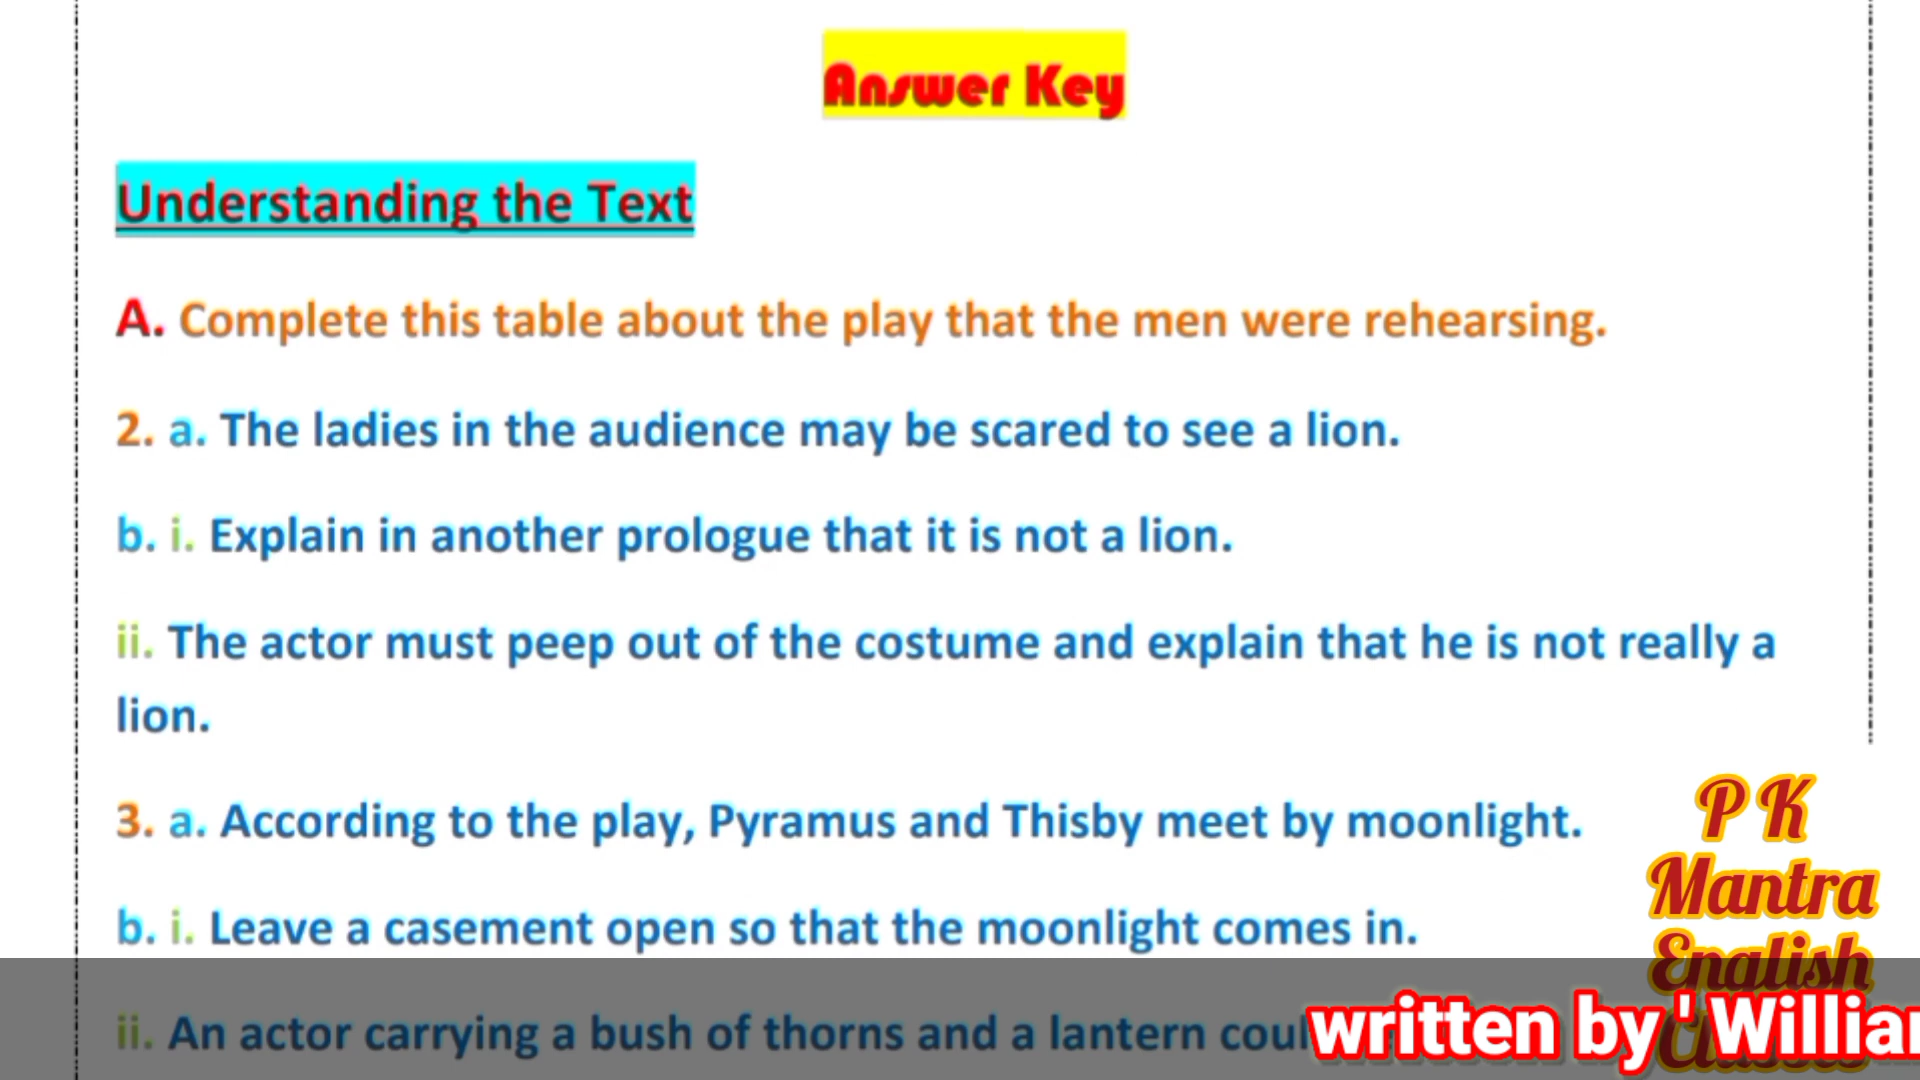 Answer Key
Understanding the Text
A. Complete this table about the play that the men were rehearsing.
2. a. The ladies in the audience may be scared to see a lion.
b. i. Explain in another prologue that it is not a lion.
ii. The actor must peep out of the costume and explain that he is not really a
lion.
3. a. According to the play, Pyramus and Thisby meet by moonlight.
b. i. Leave a casement open so that the moonlight comes in.
ii. An actor carrying a bush of thorns and a lantern
P K
Mantra
English
Classes
written by '